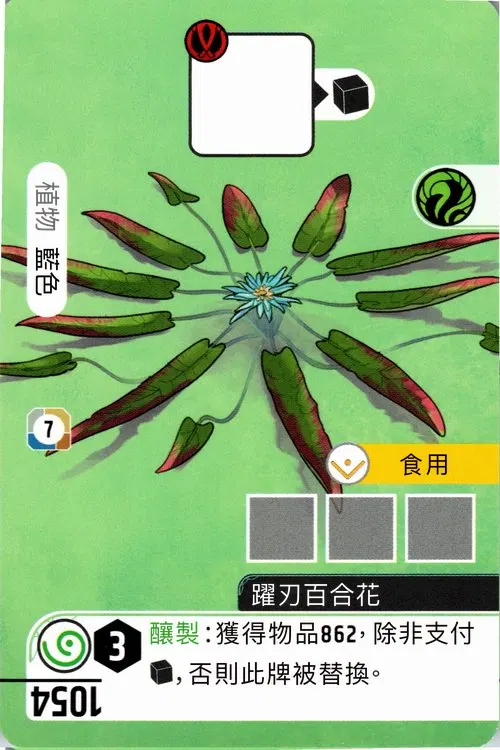 植物 藍色
7
食用
躍刃百合花
3
釀製：獲得物品862，除非支付
，否則此牌被替換。
1054